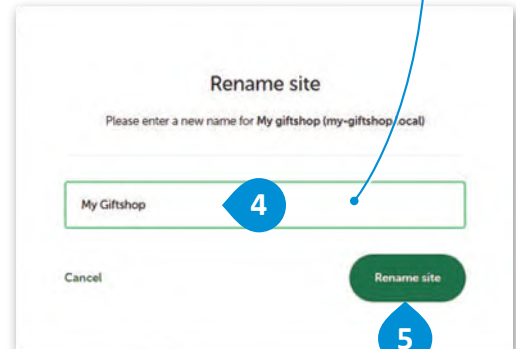 Rename site
Please enter a new name for My giftshop (my-giftshop.local)
My Giftshop
4
Cancel
Rename site
5